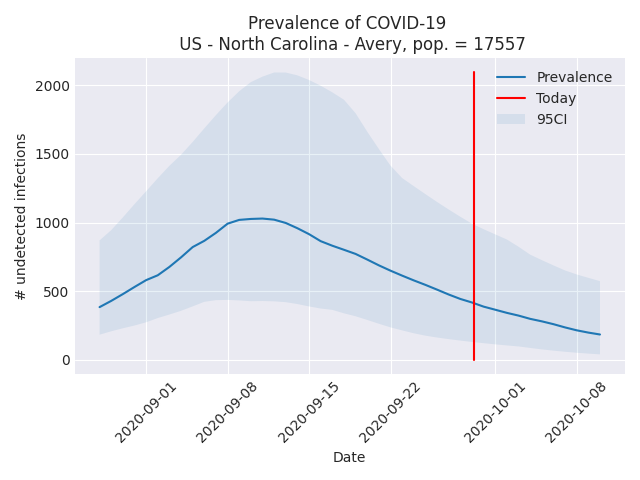 Prevalence of COVID-19
US - North Carolina - Avery, pop. = 17557
Prevalence
Today
95CI
2000
1500
1000
500
0
# undetected infections
2020-09-01
2020-09-08
2020-09-15
2020-09-22
2020-10-01
2020-10-08
Date